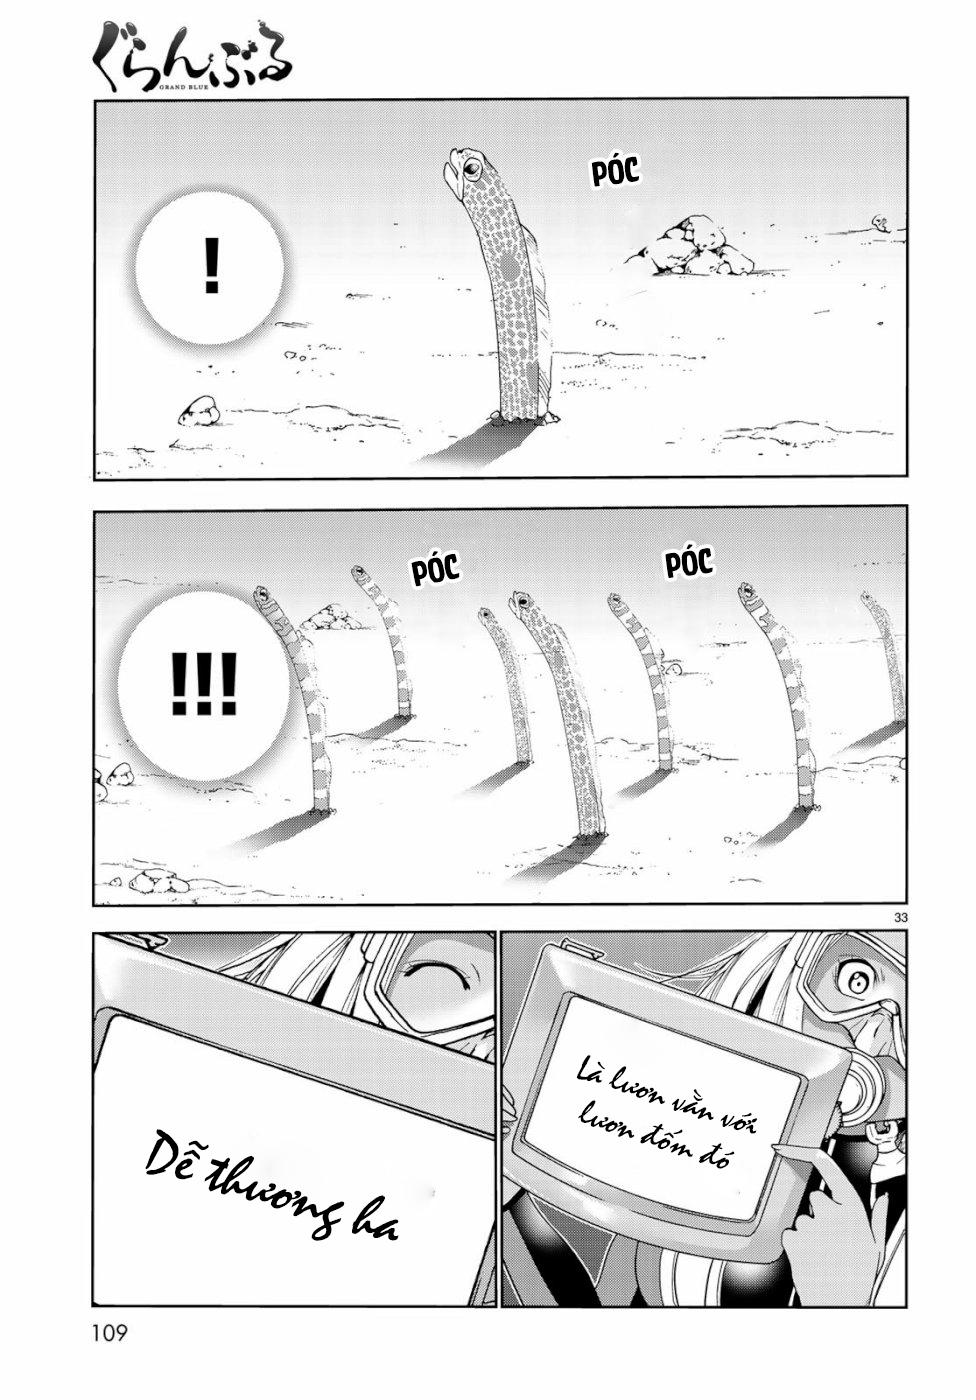 ぐらんぶる
GRAND BLUE
PÓC
!
PÓC
PÓC
!!!
33
Là lươn vằn với
lươn đốm đó
Dễ thương ha
109